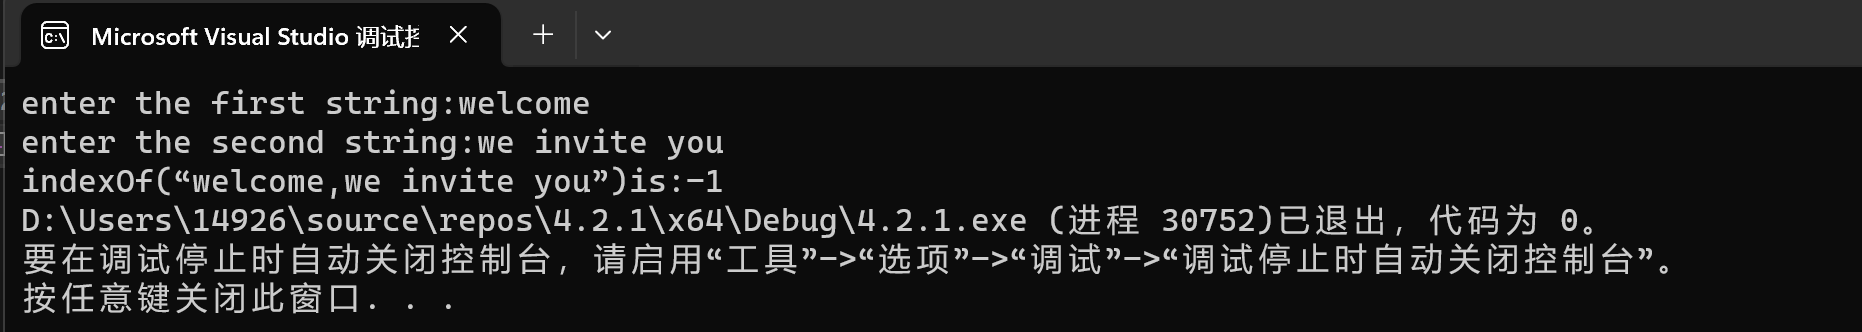 Microsoft Visual Studio 调试控
enter the first string:welcome
enter the second string:we invite you
indexOf(“welcome,we invite you”)is:-1
D:\Users\14926\source\repos\4.2.1\x64\Debug\4.2.1.exe (进程 30752)已退出，代码为 0。
要在调试停止时自动关闭控制台，请启用“工具”->“选项”->“调试”->“调试停止时自动关闭控制台”。
按任意键关闭此窗口. . .